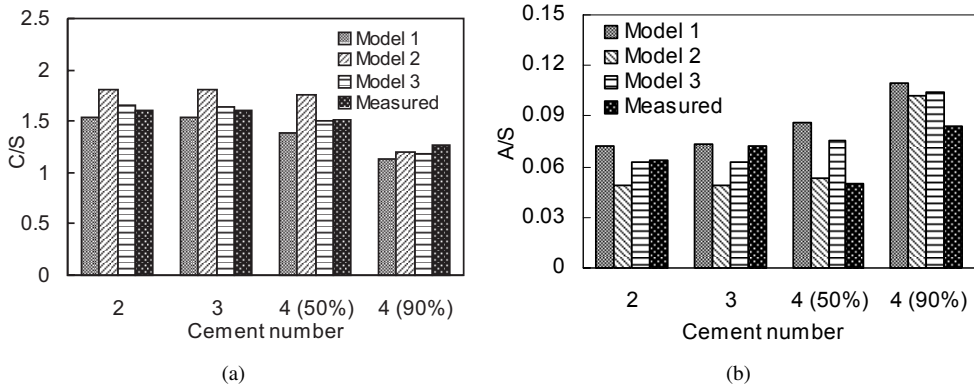 2.5
2
1.5
1
0.5
0
C/S
Model 1
Model 2
Model 3
Measured
2 3 4 (50%) 4 (90%)
Cement number
(a)
0.15
0.12
0.09
0.06
0.03
0
A/S
Model 1
Model 2
Model 3
Measured
2 3 4 (50%) 4 (90%)
Cement number
(b)